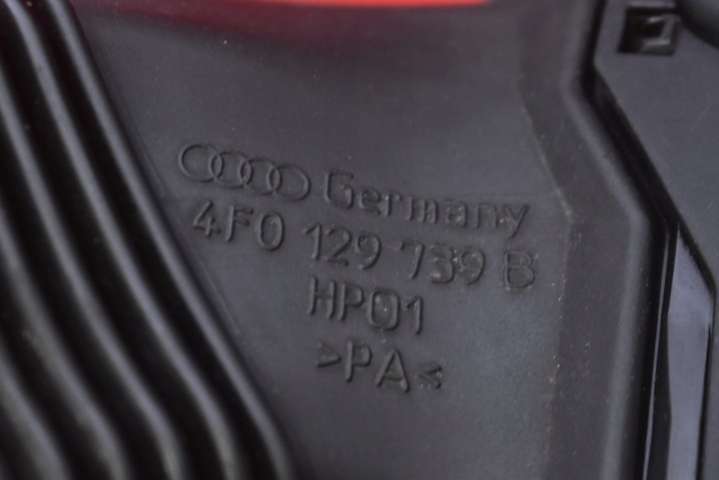 Germany
4F0 129 739 B
HP01
>PA<